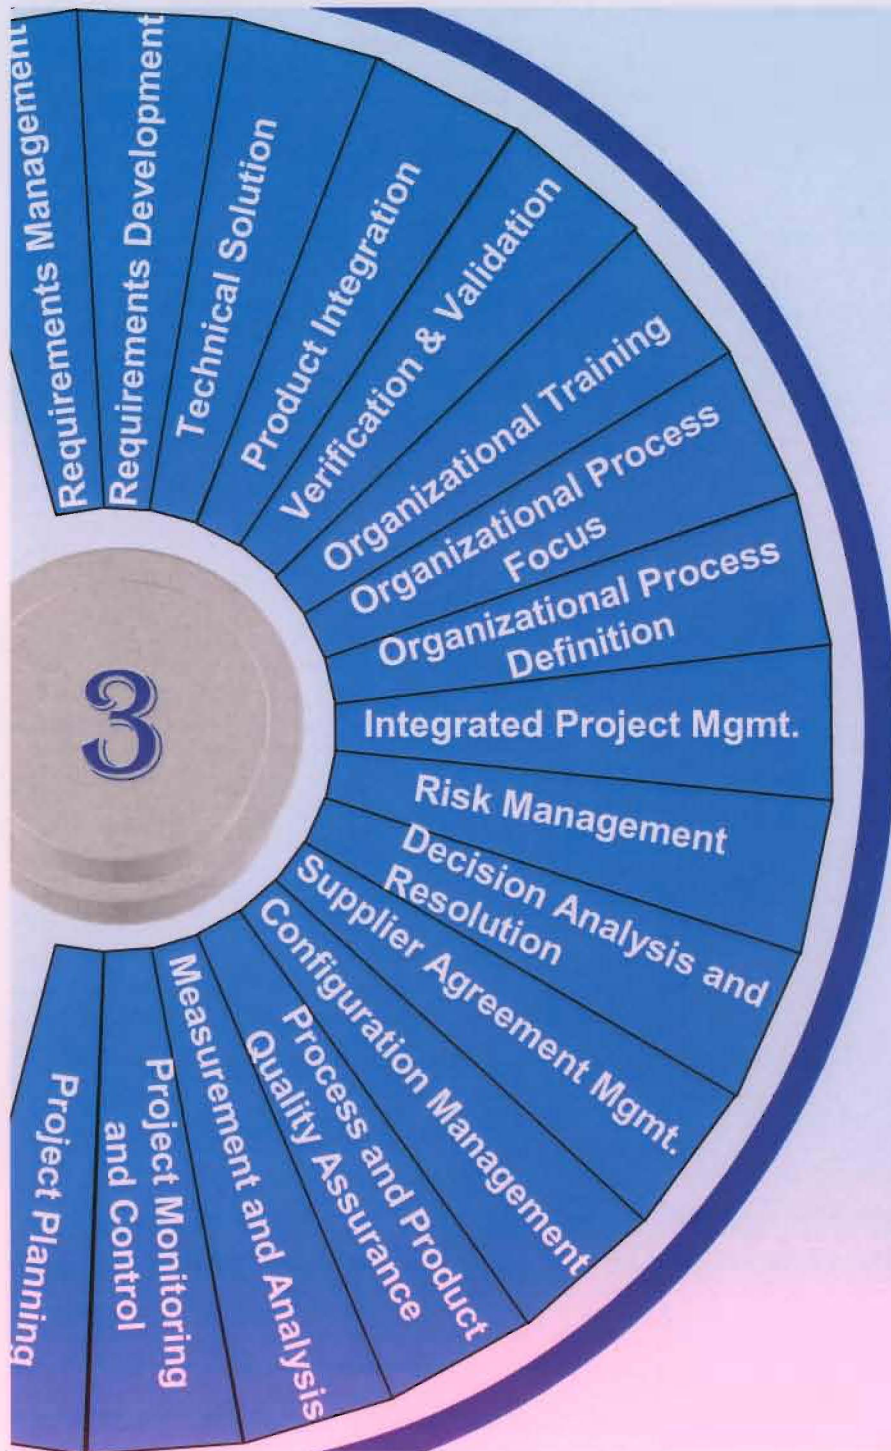 Requirements Management
Requirements Development
Technical Solution
Product Integration
Verification & Validation
Organizational Training
Organizational Process
Focus
Organizational Process
Definition
Integrated Project Mgmt.
Risk Management
Decision Analysis and
Resolution
Supplier Agreement Mgmt.
Configuration Management
Process and Product
Quality Assurance
Measurement and Analysis
Project Monitoring
and Control
Project Planning
3